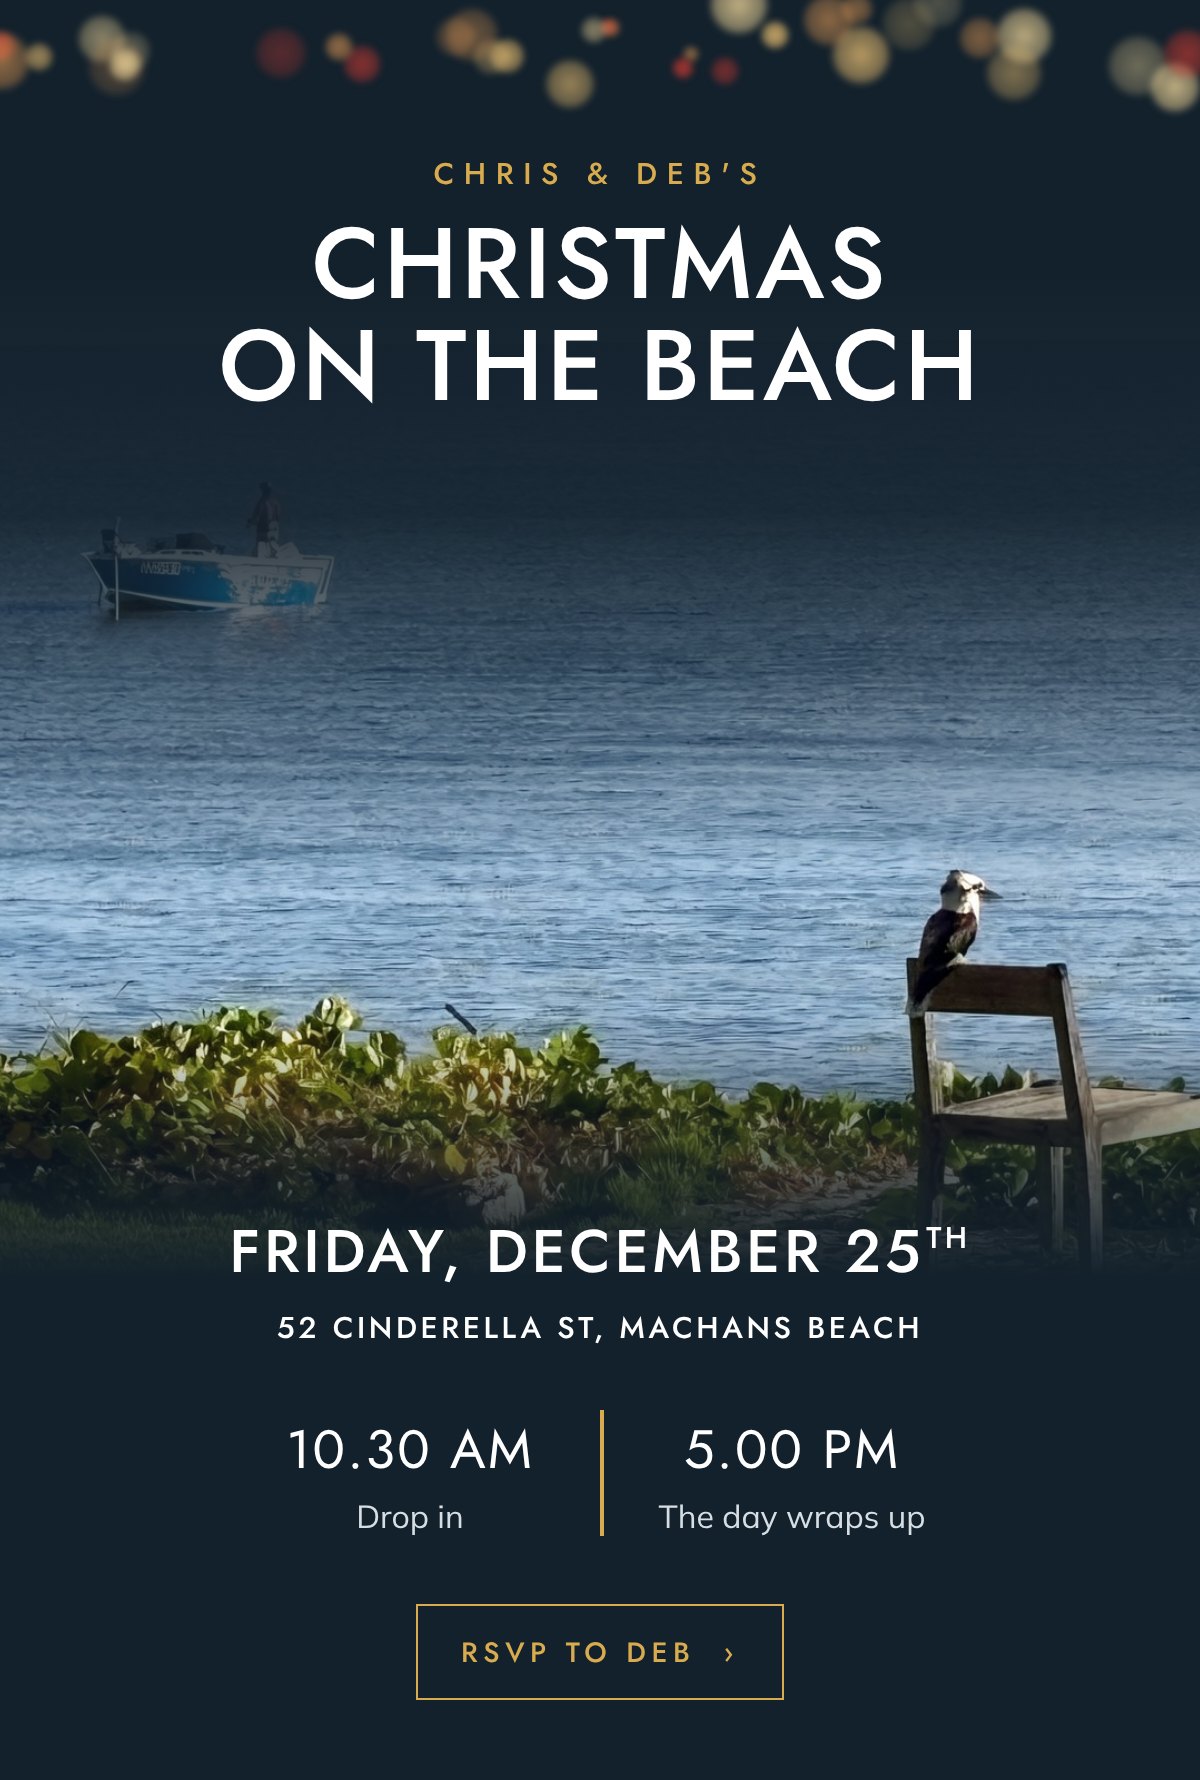 CHRIS & DEB'S
CHRISTMAS
ON THE BEACH
FRIDAY, DECEMBER 25TH
52 CINDERELLA ST, MACHANS BEACH
10.30 AM
Drop in
5.00 PM
The day wraps up
RSVP TO DEB ›